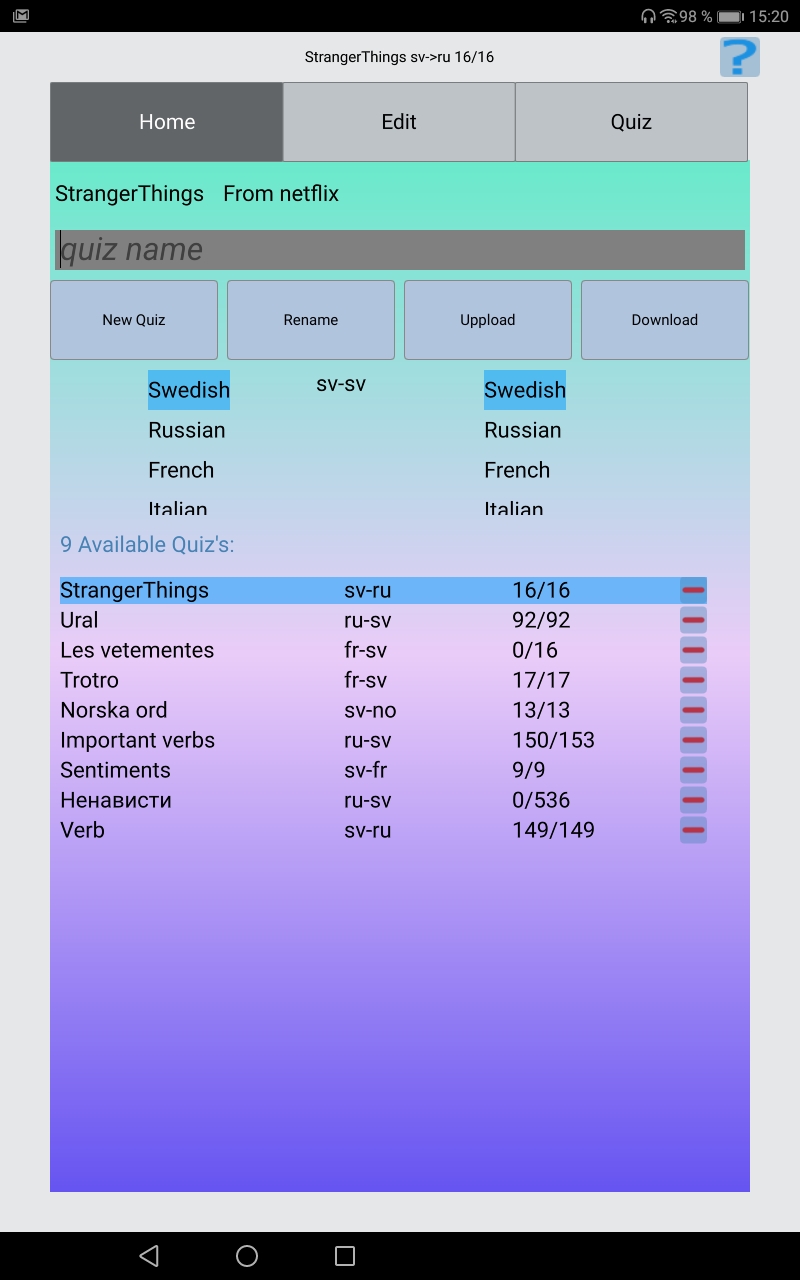 98 % 15:20
StrangerThings sv->ru 16/16 ?
Home Edit Quiz
StrangerThings From netflix
quiz name
New Quiz Rename Uppload Download
Swedish sv-sv Swedish
Russian Russian
French French
Italian Italian
9 Available Quiz's:
StrangerThings sv-ru 16/16
Ural ru-sv 92/92
Les vetementes fr-sv 0/16
Trotro fr-sv 17/17
Norska ord sv-no 13/13
Important verbs ru-sv 150/153
Sentiments sv-fr 9/9
Ненависти ru-sv 0/536
Verb sv-ru 149/149